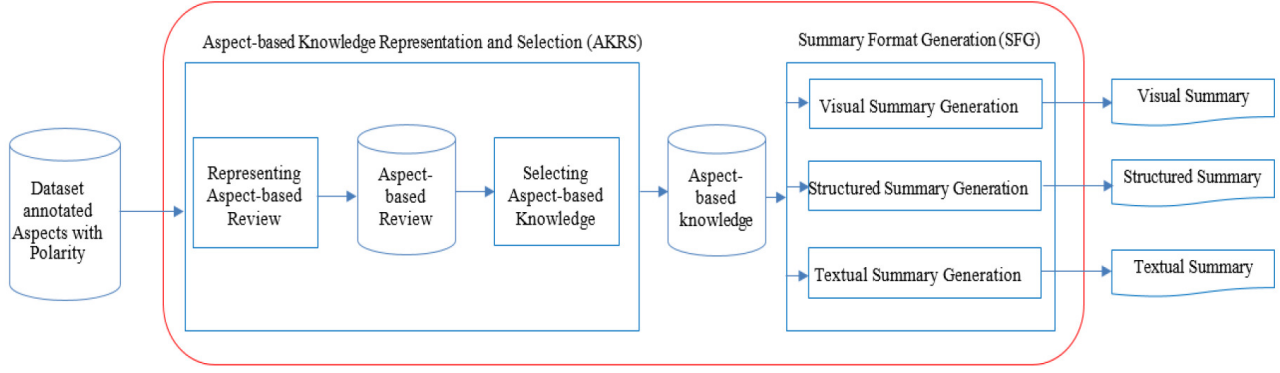 Aspect-based Knowledge Representation and Selection (AKRS)
Summary Format Generation (SFG)
Dataset
annotated
Aspects with
Polarity
Representing
Aspect-based
Review
Aspect-
based
Review
Selecting
Aspect-based
Knowledge
Aspect-
based
knowledge
Visual Summary Generation
Structured Summary Generation
Textual Summary Generation
Visual Summary
Structured Summary
Textual Summary